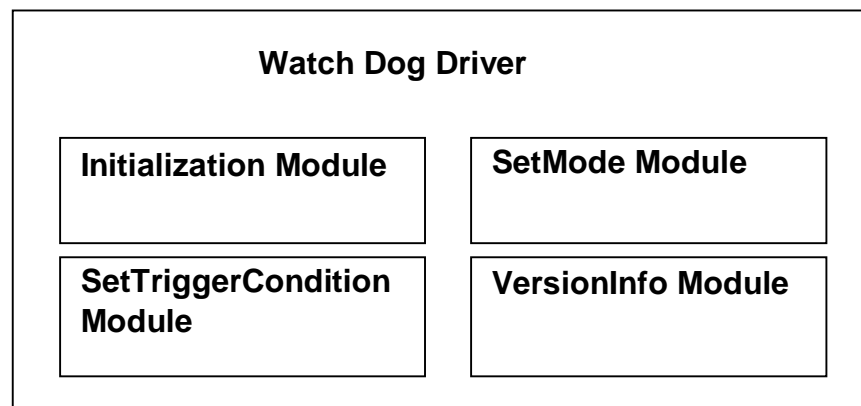 Watch Dog Driver
Initialization Module
SetMode Module
SetTriggerCondition
Module
VersionInfo Module